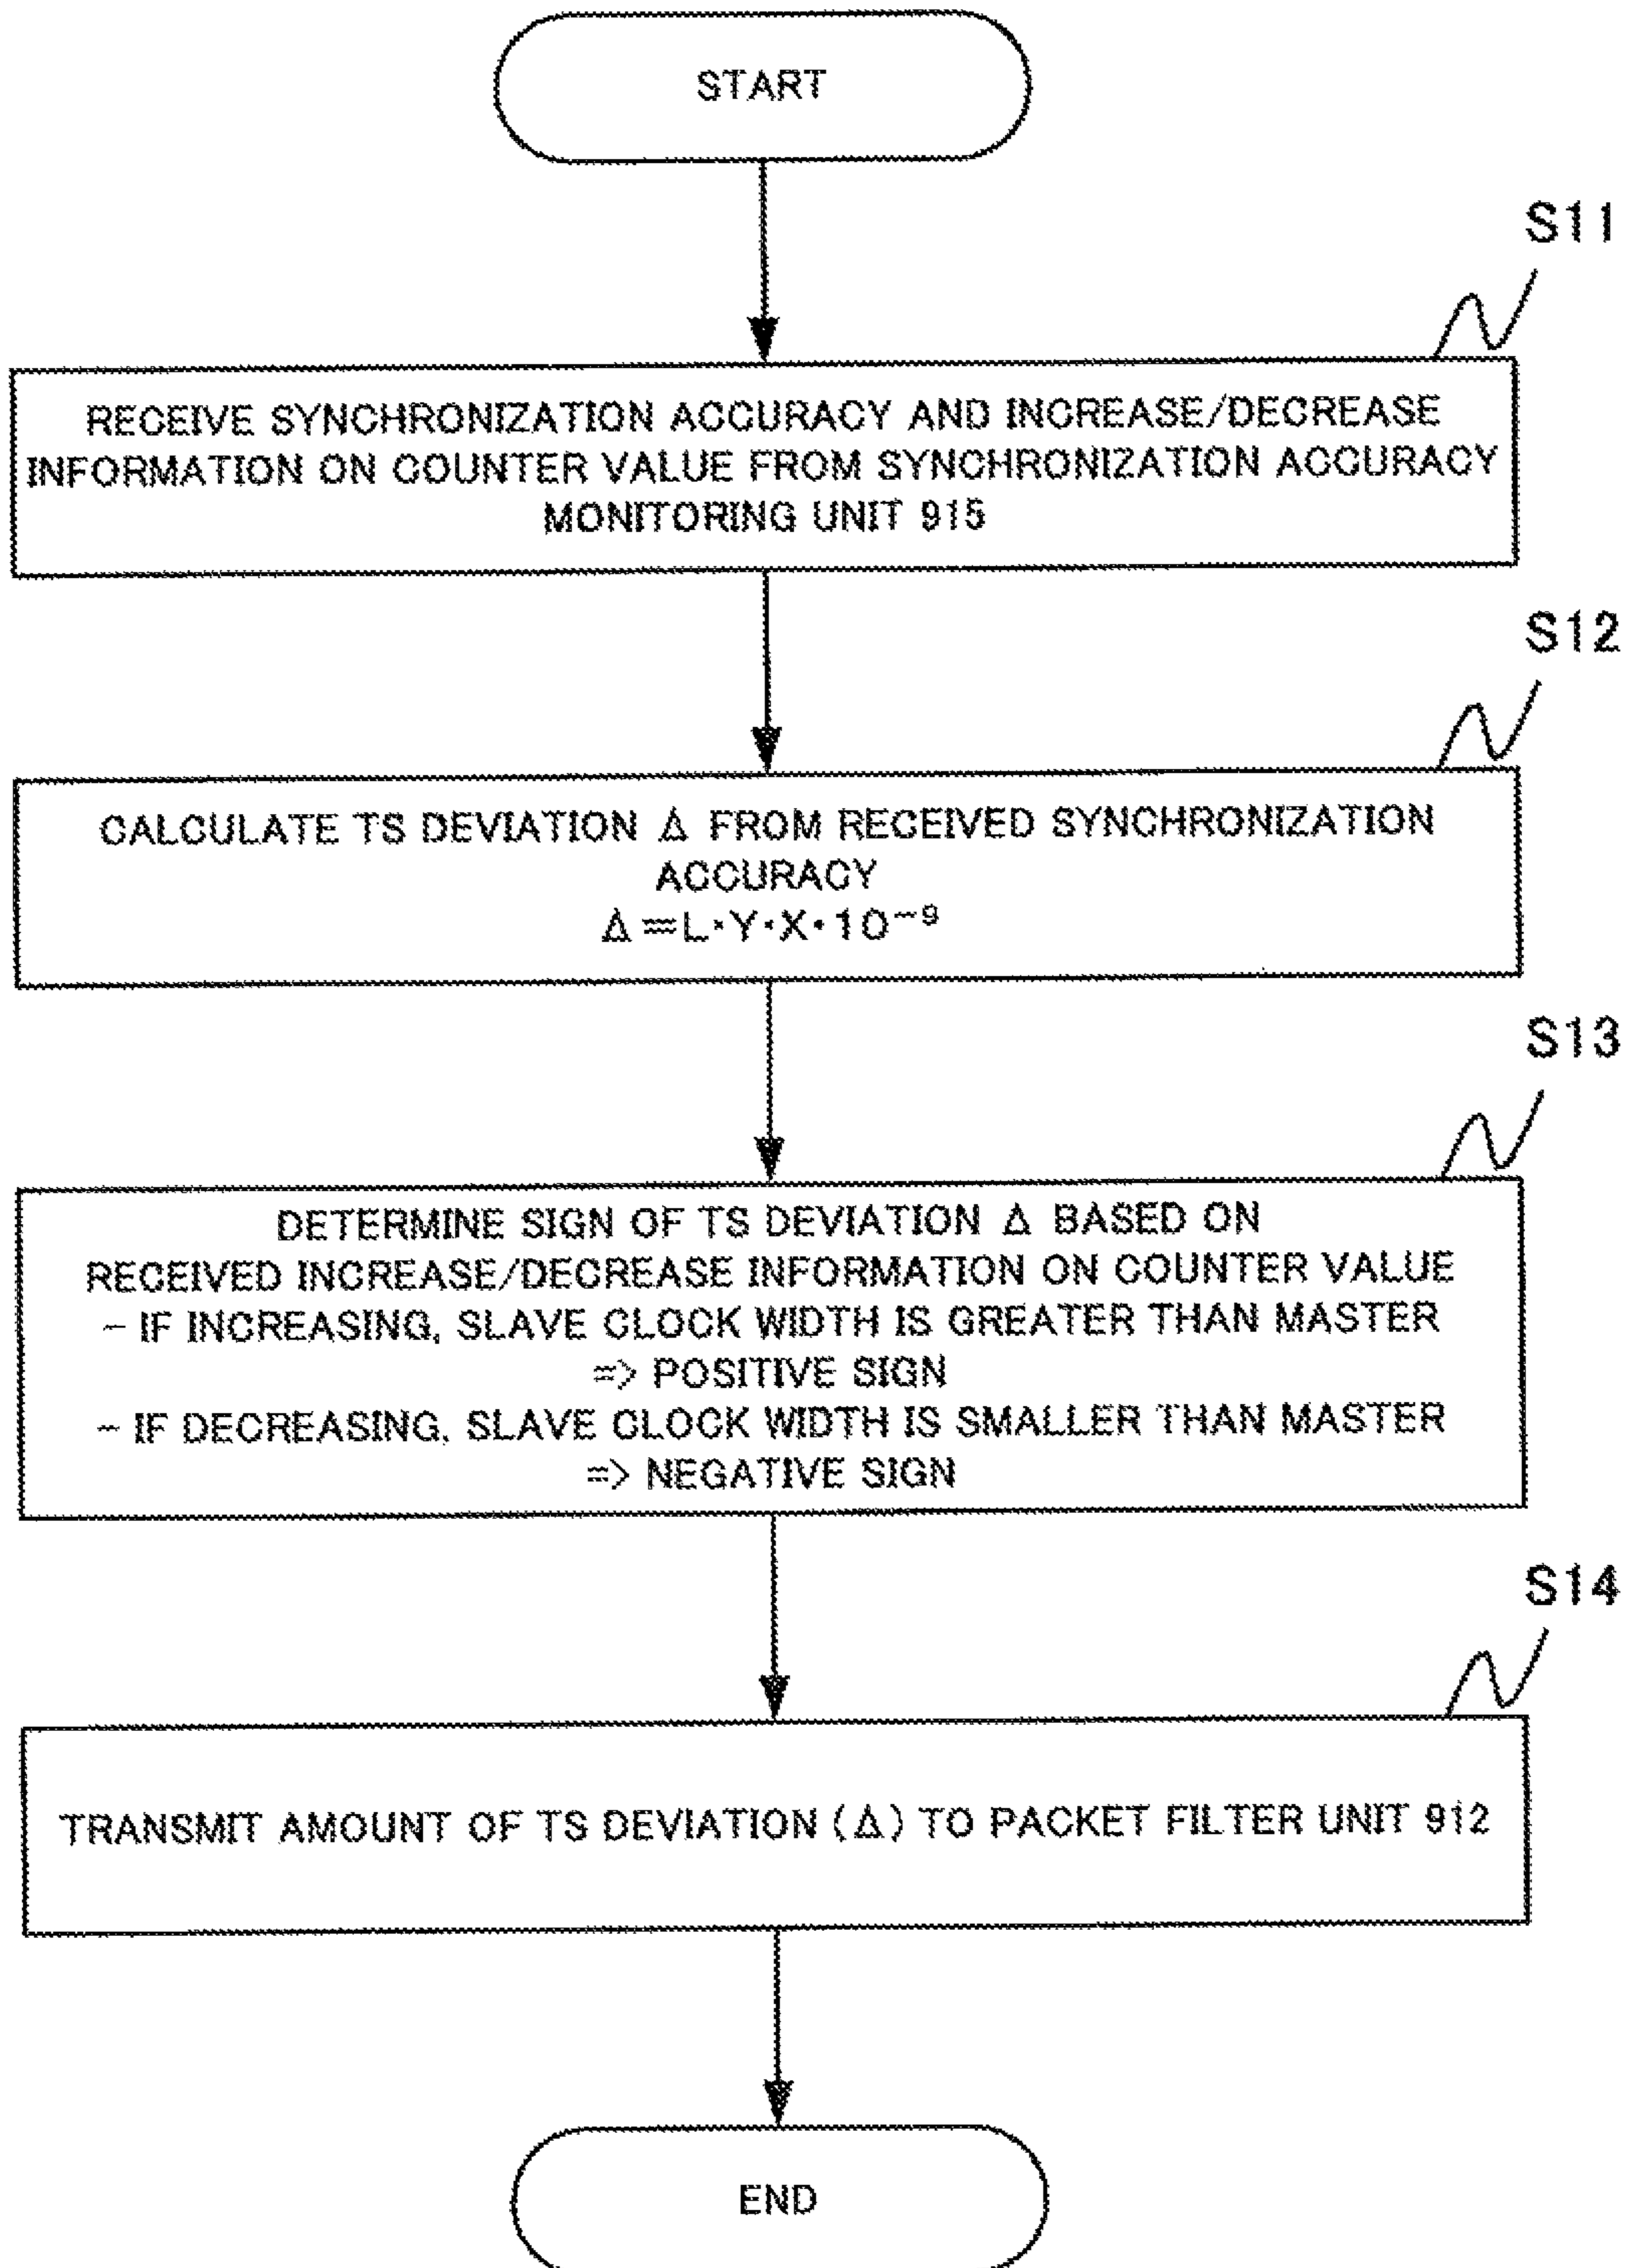 START
S11
RECEIVE SYNCHRONIZATION ACCURACY AND INCREASE/DECREASE
INFORMATION ON COUNTER VALUE FROM SYNCHRONIZATION ACCURACY
MONITORING UNIT 915
S12
CALCULATE TS DEVIATION Δ FROM RECEIVED SYNCHRONIZATION
ACCURACY
Δ=L·Y·X·10⁻⁹
S13
DETERMINE SIGN OF TS DEVIATION Δ BASED ON
RECEIVED INCREASE/DECREASE INFORMATION ON COUNTER VALUE
- IF INCREASING, SLAVE CLOCK WIDTH IS GREATER THAN MASTER
=> POSITIVE SIGN
- IF DECREASING, SLAVE CLOCK WIDTH IS SMALLER THAN MASTER
=> NEGATIVE SIGN
S14
TRANSMIT AMOUNT OF TS DEVIATION (Δ) TO PACKET FILTER UNIT 912
END